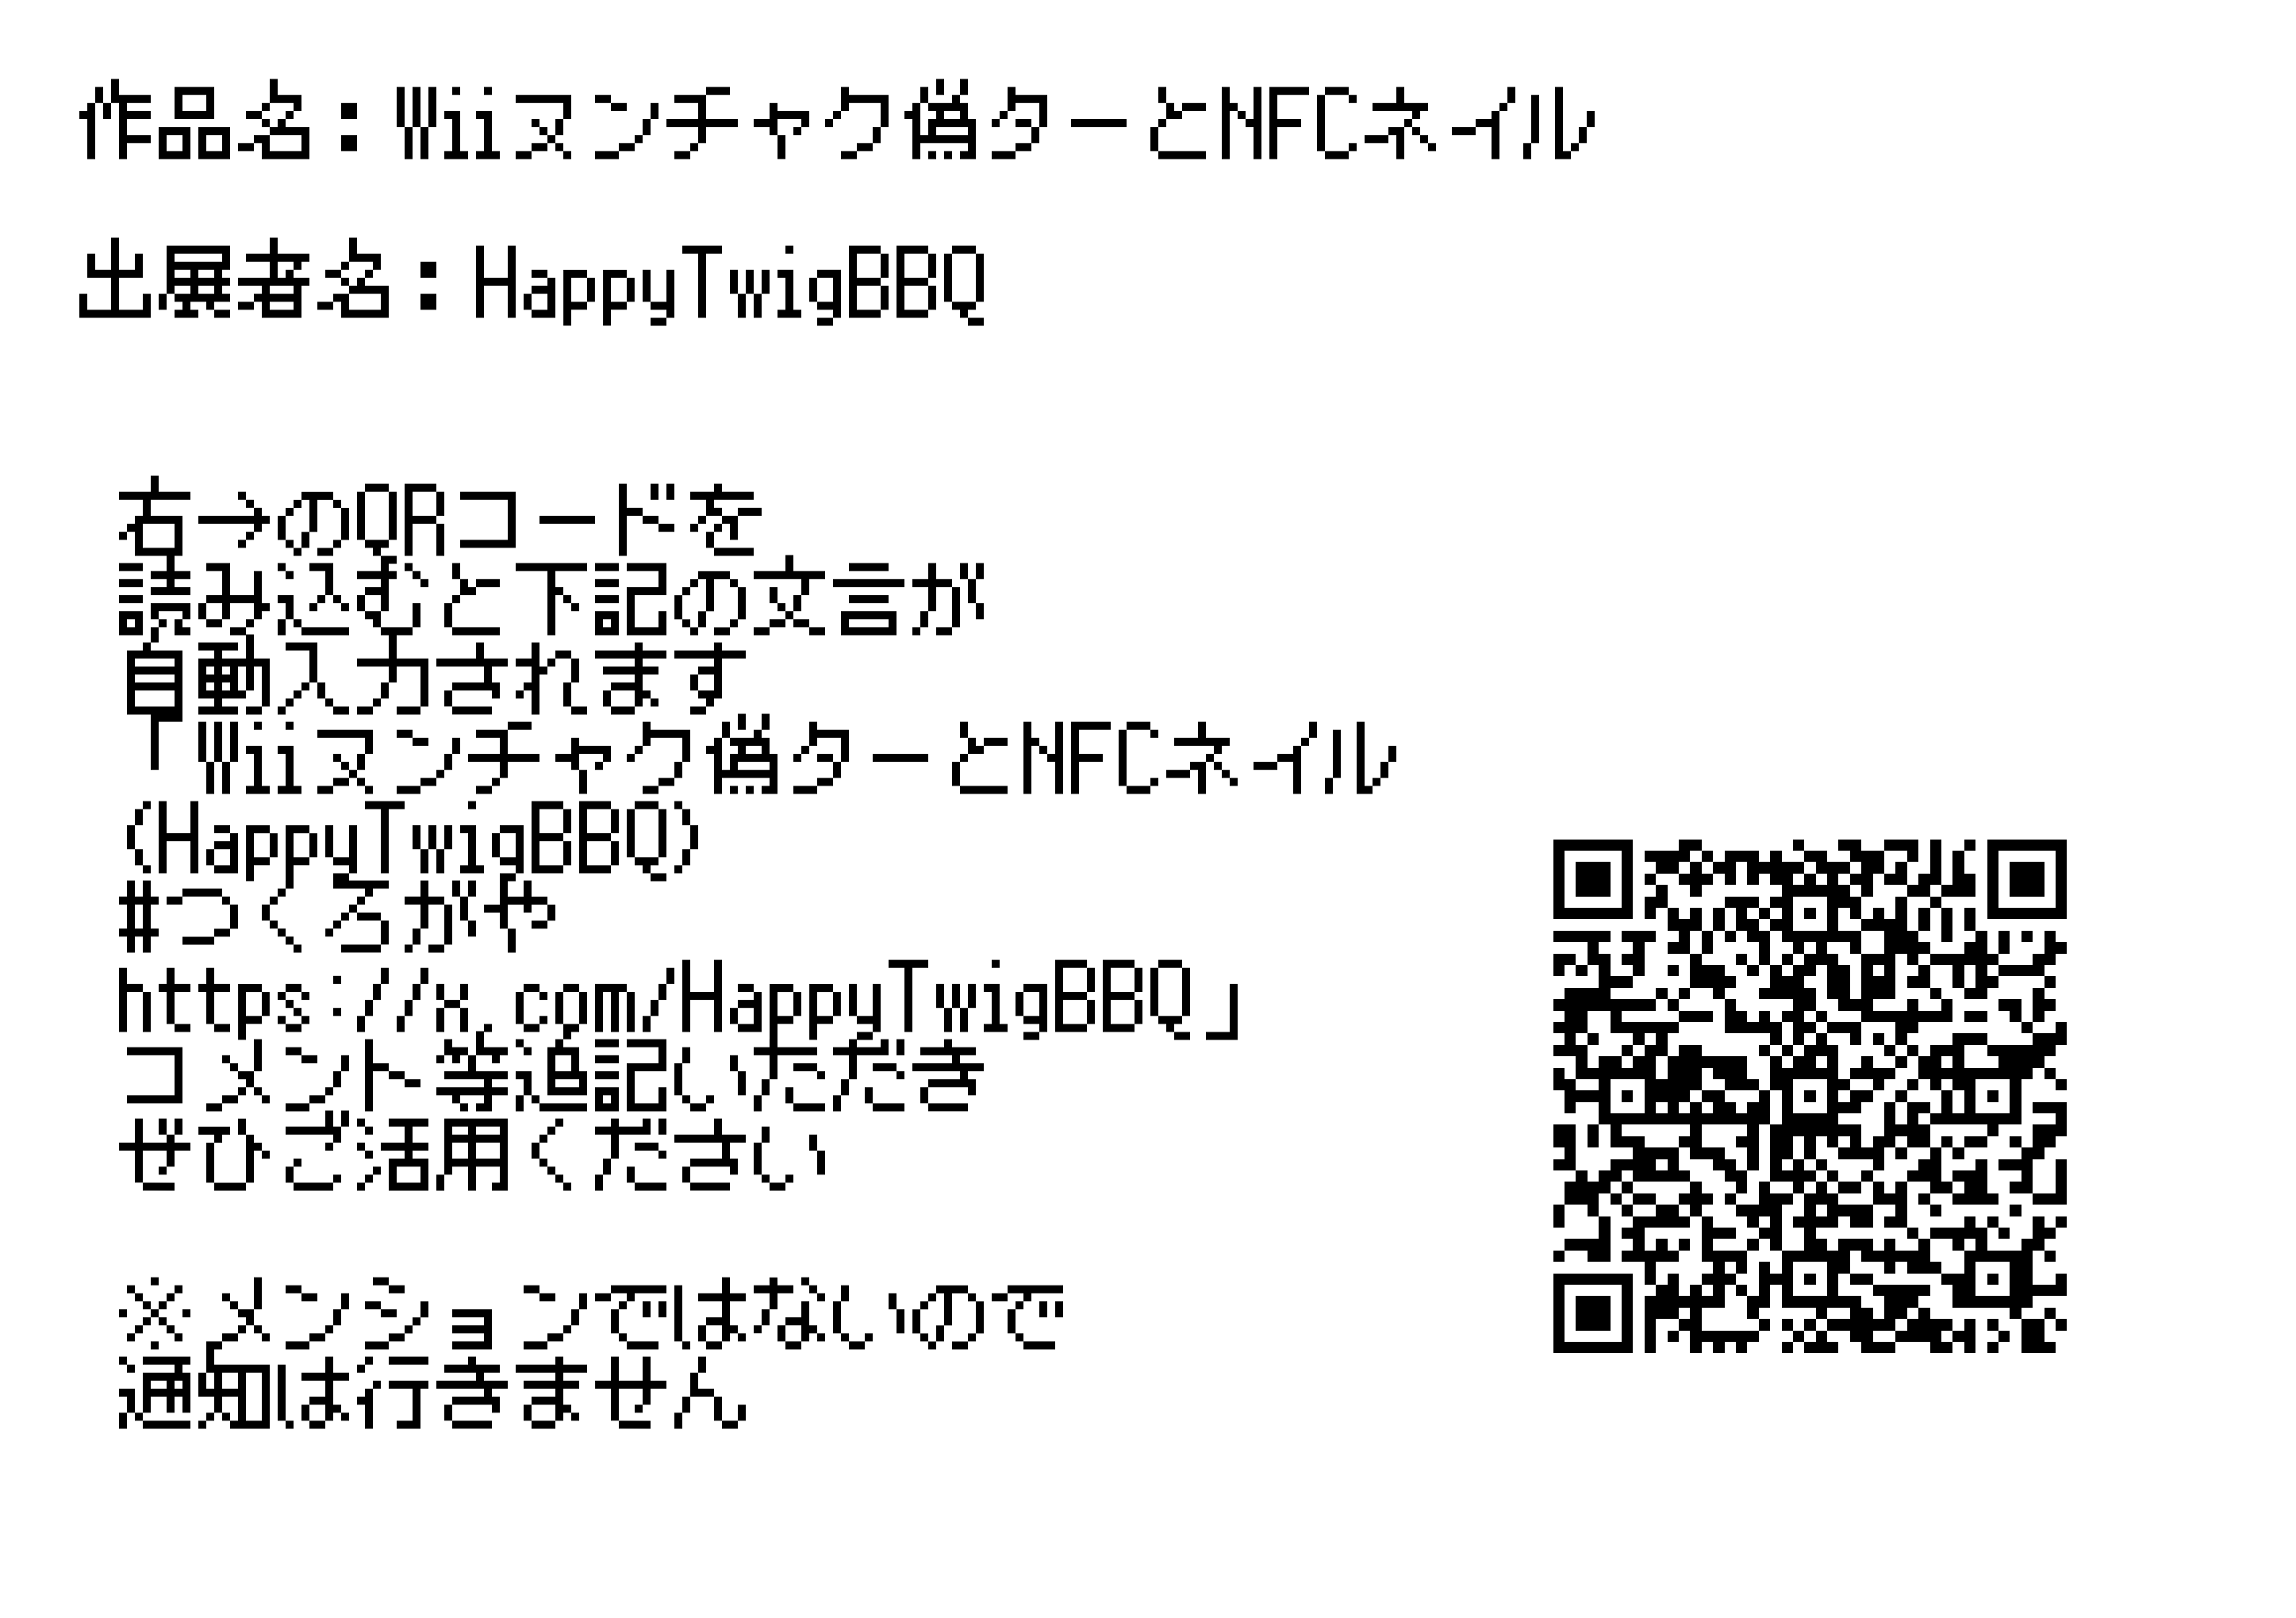 作品名：Wiiヌンチャク偽ターとNFCネイル
出展者名：HappyTwigBBQ
右→のQRコードを
読み込むと下記の文言が
自動入力されます
「Wiiヌンチャク偽ターとNFCネイル
(HappyTwigBBQ)
#つくろがや
https://x.com/HappyTwigBBQ」
コメント等追記いただき
ぜひご活用ください
※メンションではないので
通知は行きません